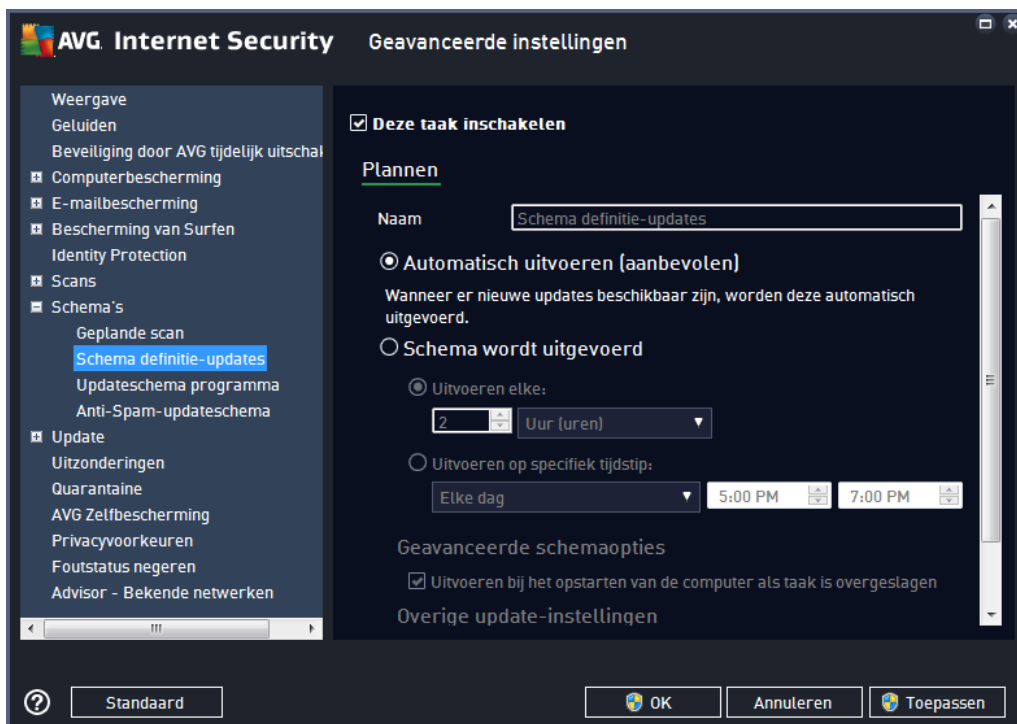 AVG. Internet Security
Geavanceerde instellingen
Weergave
Geluiden
Beveiliging door AVG tijdelijk
Computerbescherming
E-mailbescherming
Bescherming van Surfen
Identity Protection
Scans
Schema's
Geplande scan
Schema definitie-updates
Updateschema programma
Anti-Spam-updateschema
Update
Uitzonderingen
Quarantaine
AVG Zelfbescherming
Privacyvoorkeuren
Foutstatus negeren
Advisor - Bekende netwerken
Deze taak inschakelen
Plannen
Naam
Schema definitie-updates
Automatisch uitvoeren (aanbevolen)
Wanneer er nieuwe updates beschikbaar zijn, worden deze automatisch
uitgevoerd.
Schema wordt uitgevoerd
Uitvoeren elke:
2 Uur (uren)
Uitvoeren op specifiek tijdstip:
Elke dag 5:00 PM 7:00 PM
Geavanceerde schemaopties
Uitvoeren bij het opstarten van de computer als taak is overgeslagen
Overige update-instellingen
? Standaard OK Annuleren Toepassen